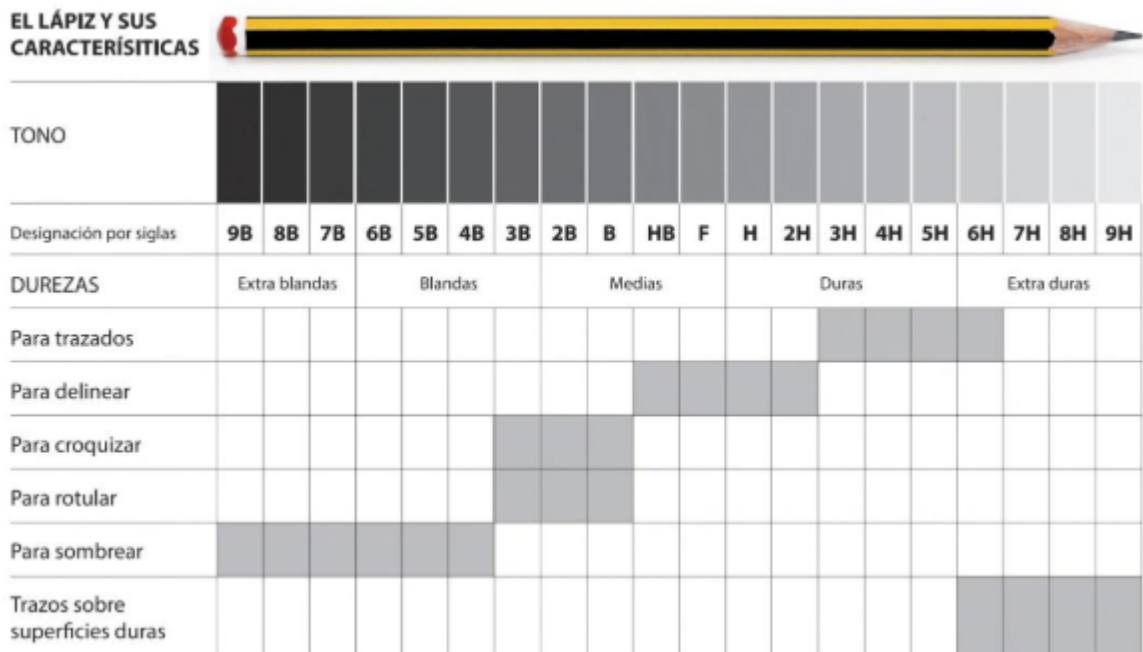 EL LÁPIZ Y SUS
CARACTERÍSITICAS
TONO
Designación por siglas 9B 8B 7B 6B 5B 4B 3B 2B B HB F H 2H 3H 4H 5H 6H 7H 8H 9H
DUREZAS Extra blandas Blandas Medias Duras Extra duras
Para trazados
Para delinear
Para croquizar
Para rotular
Para sombrear
Trazos sobre
superficies duras